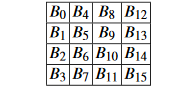 B₀ B₄ B₈ B₁₂
B₁ B₅ B₉ B₁₃
B₂ B₆ B₁₀ B₁₄
B₃ B₇ B₁₁ B₁₅